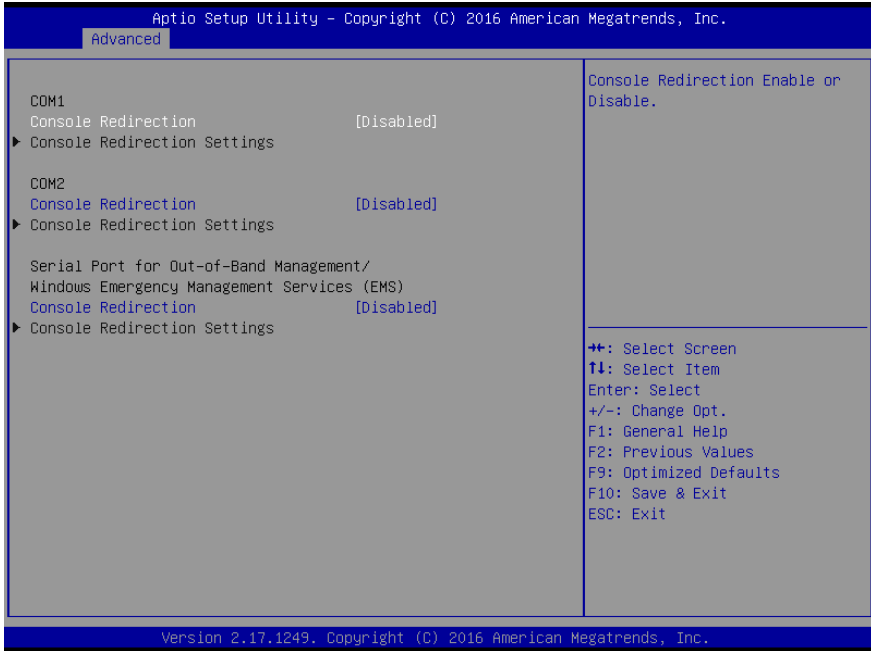 Aptio Setup Utility – Copyright (C) 2016 American Megatrends, Inc.
Advanced
COM1
Console Redirection [Disabled]
Console Redirection Settings
COM2
Console Redirection [Disabled]
Console Redirection Settings
Serial Port for Out-of-Band Management/
Windows Emergency Management Services (EMS)
Console Redirection [Disabled]
Console Redirection Settings
Console Redirection Enable or
Disable.
→←: Select Screen
↑↓: Select Item
Enter: Select
+/-: Change Opt.
F1: General Help
F2: Previous Values
F9: Optimized Defaults
F10: Save & Exit
ESC: Exit
Version 2.17.1249. Copyright (C) 2016 American Megatrends, Inc.